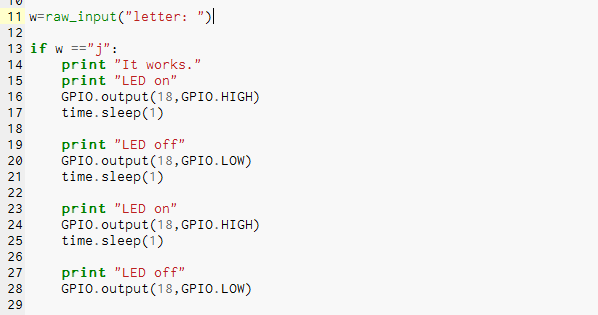 10
11 w=raw_input("letter: ")
12
13 if w =="j":
14     print "It works."
15     print "LED on"
16     GPIO.output(18,GPIO.HIGH)
17     time.sleep(1)
18
19     print "LED off"
20     GPIO.output(18,GPIO.LOW)
21     time.sleep(1)
22
23     print "LED on"
24     GPIO.output(18,GPIO.HIGH)
25     time.sleep(1)
26
27     print "LED off"
28     GPIO.output(18,GPIO.LOW)
29